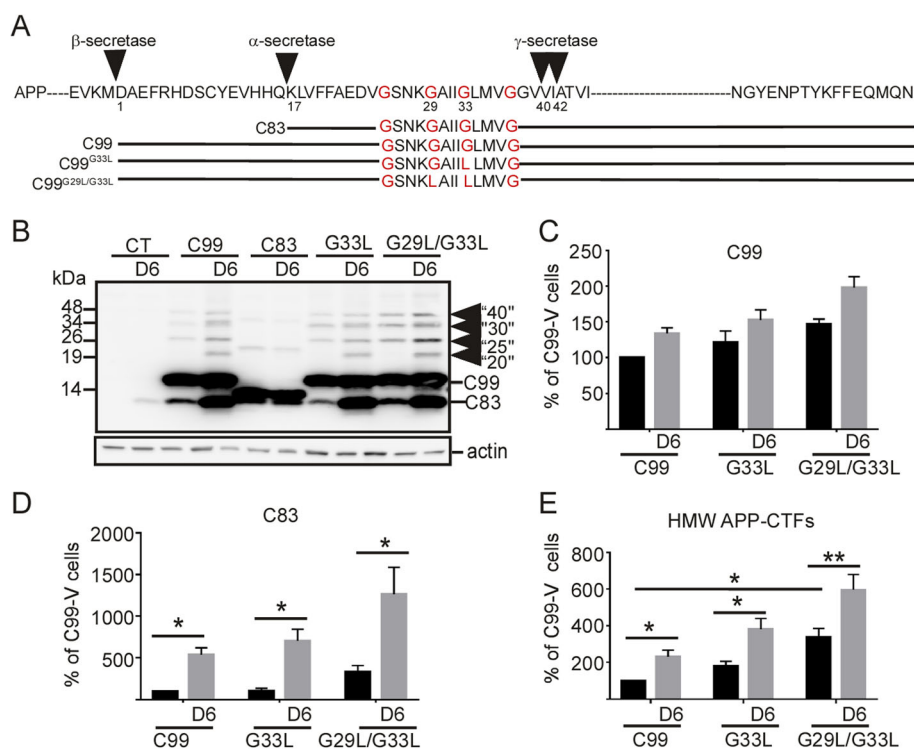 A
β-secretase α-secretase γ-secretase
APP----EVKMDAEFRHDSCYEVHHQKLVFFAEDVGSNKGAIIGLMVGGVVIATVI-----------------------NGYENPTYKFFEQMQN
1 17 29 33 40 42
C83 GSNKGAIIGLMVG
C99 GSNKGAIIGLMVG
C99G33L GSNKGAIILLMVG
C99G29L/G33L GSNKLAIILLMVG
B
CT C99 C83 G33L G29L/G33L
kDa D6 D6 D6 D6 D6
48 "40"
34 "30"
26 "25"
19 "20"
C99
14
C83
actin
C
C99
% of C99-V cells
250
200
150
100
50
D6 D6 D6
C99 G33L G29L/G33L
D
C83
% of C99-V cells
2000
1500
1000
500
* * *
D6 D6 D6
C99 G33L G29L/G33L
E
HMW APP-CTFs
% of C99-V cells
800
600
400
200
* * * **
D6 D6 D6
C99 G33L G29L/G33L